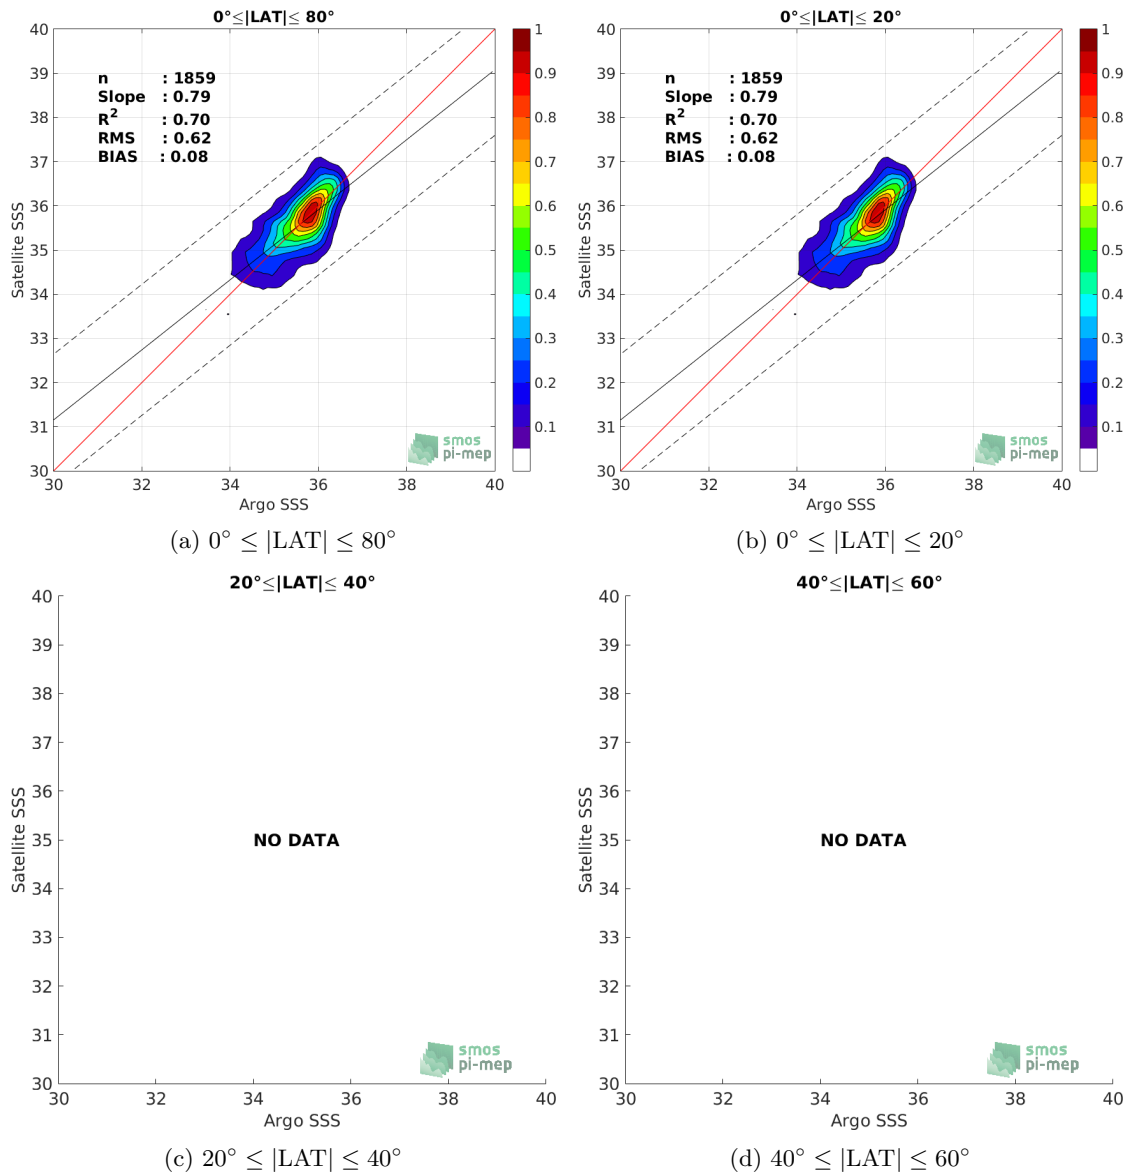 0°≤|LAT|≤ 80°
40
39
38
37
36
35
34
33
32
31
30
Satellite SSS
n : 1859
Slope : 0.79
R2 : 0.70
RMS : 0.62
BIAS : 0.08
smos
pi-mep
30 32 34 36 38 40
Argo SSS
1
0.9
0.8
0.7
0.6
0.5
0.4
0.3
0.2
0.1
(a) 0° ≤ |LAT| ≤ 80°
0°≤|LAT|≤ 20°
40
39
38
37
36
35
34
33
32
31
30
Satellite SSS
n : 1859
Slope : 0.79
R2 : 0.70
RMS : 0.62
BIAS : 0.08
smos
pi-mep
30 32 34 36 38 40
Argo SSS
1
0.9
0.8
0.7
0.6
0.5
0.4
0.3
0.2
0.1
(b) 0° ≤ |LAT| ≤ 20°
20°≤|LAT|≤ 40°
40
39
38
37
36
35
34
33
32
31
30
Satellite SSS
NO DATA
smos
pi-mep
30 32 34 36 38 40
Argo SSS
(c) 20° ≤ |LAT| ≤ 40°
40°≤|LAT|≤ 60°
40
39
38
37
36
35
34
33
32
31
30
Satellite SSS
NO DATA
smos
pi-mep
30 32 34 36 38 40
Argo SSS
(d) 40° ≤ |LAT| ≤ 60°